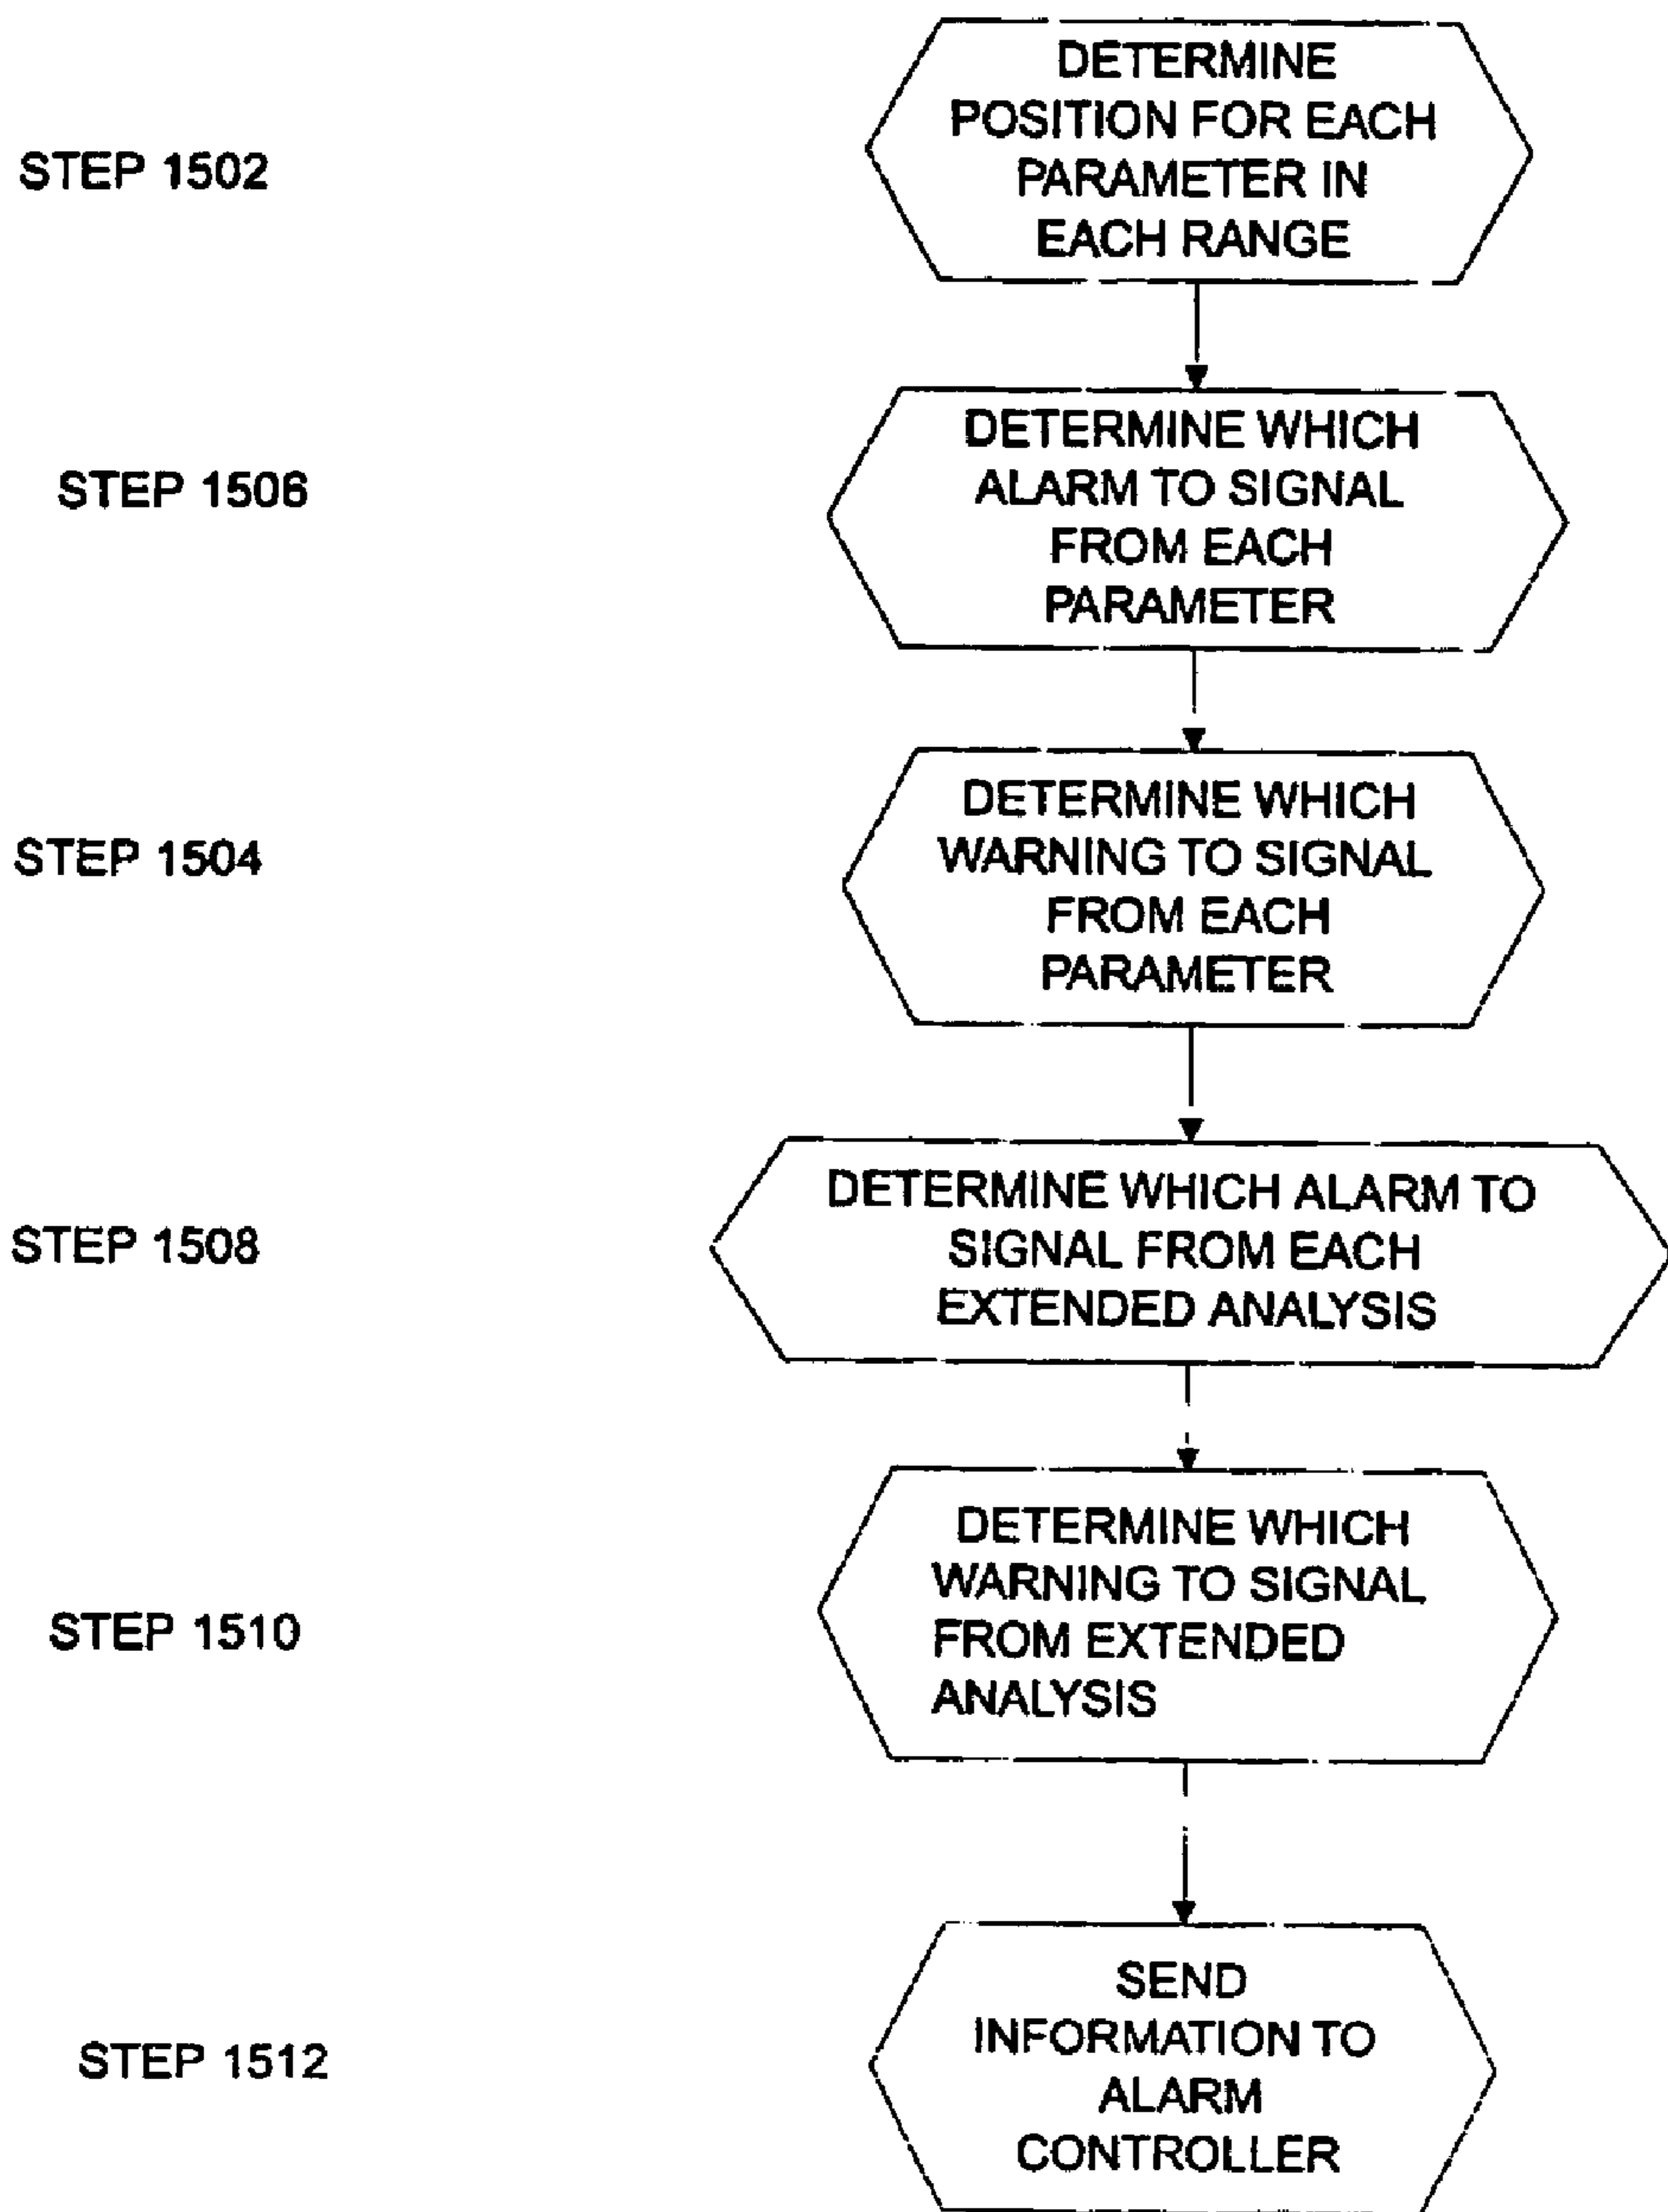 STEP 1502
DETERMINE
POSITION FOR EACH
PARAMETER IN
EACH RANGE
STEP 1506
DETERMINE WHICH
ALARM TO SIGNAL
FROM EACH
PARAMETER
STEP 1504
DETERMINE WHICH
WARNING TO SIGNAL
FROM EACH
PARAMETER
STEP 1508
DETERMINE WHICH ALARM TO
SIGNAL FROM EACH
EXTENDED ANALYSIS
STEP 1510
DETERMINE WHICH
WARNING TO SIGNAL
FROM EXTENDED
ANALYSIS
STEP 1512
SEND
INFORMATION TO
ALARM
CONTROLLER